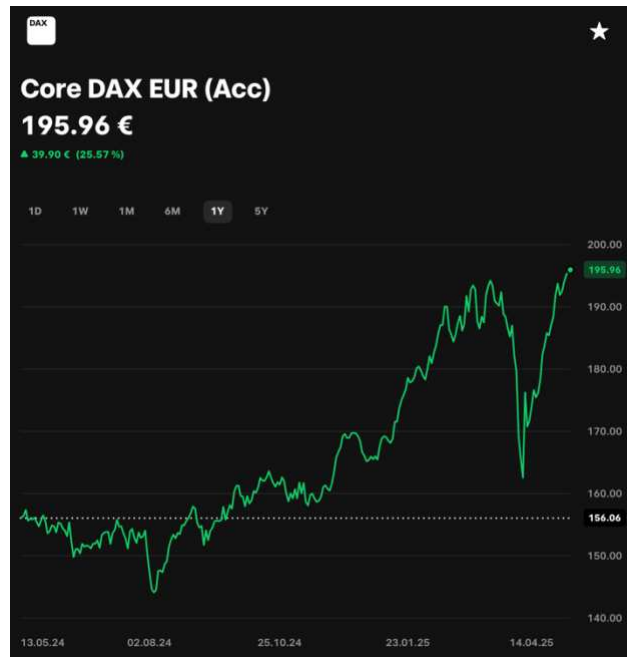 DAX
Core DAX EUR (Acc)
195.96 €
▲ 39.90 € (25.57 %)
1D 1W 1M 6M 1Y 5Y
200.00
195.96
190.00
180.00
170.00
160.00
156.06
150.00
140.00
13.05.24 02.08.24 25.10.24 23.01.25 14.04.25